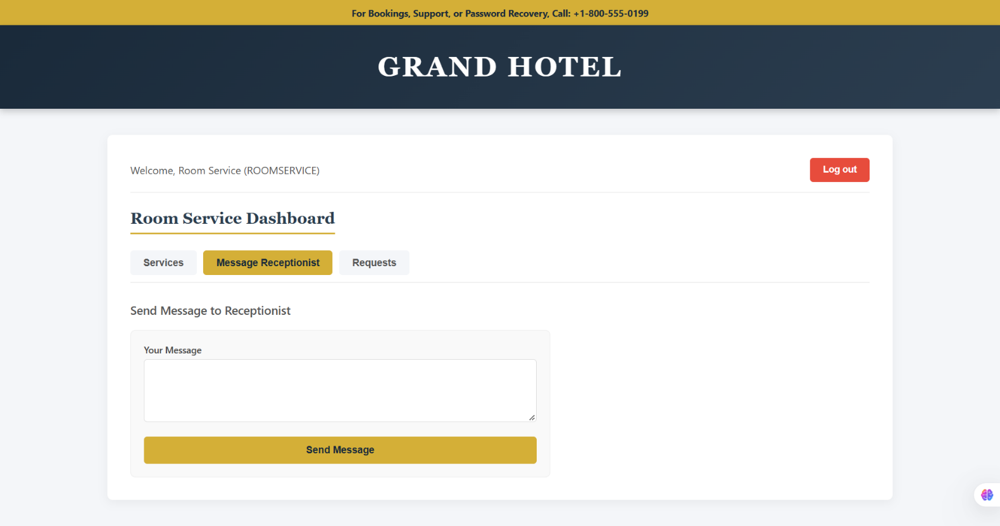 For Bookings, Support, or Password Recovery, Call: +1-800-555-0199
GRAND HOTEL
Welcome, Room Service (ROOMSERVICE)
Log out
Room Service Dashboard
Services
Message Receptionist
Requests
Send Message to Receptionist
Your Message
Send Message